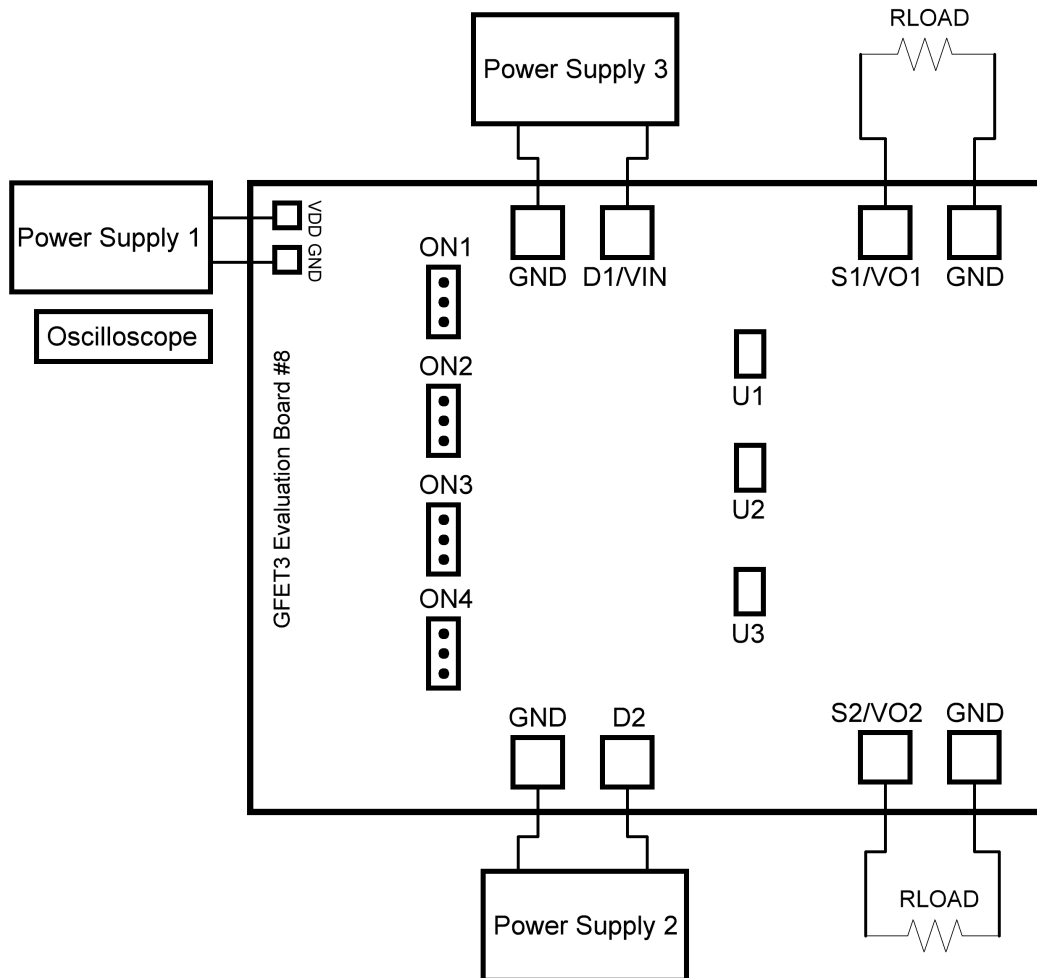 RLOAD
Power Supply 3
Power Supply 1
VDD
GND
ON1
GND
D1/VIN
S1/VO1
GND
Oscilloscope
GFET3 Evaluation Board #8
ON2
U1
ON3
U2
ON4
U3
GND
D2
S2/VO2
GND
RLOAD
Power Supply 2